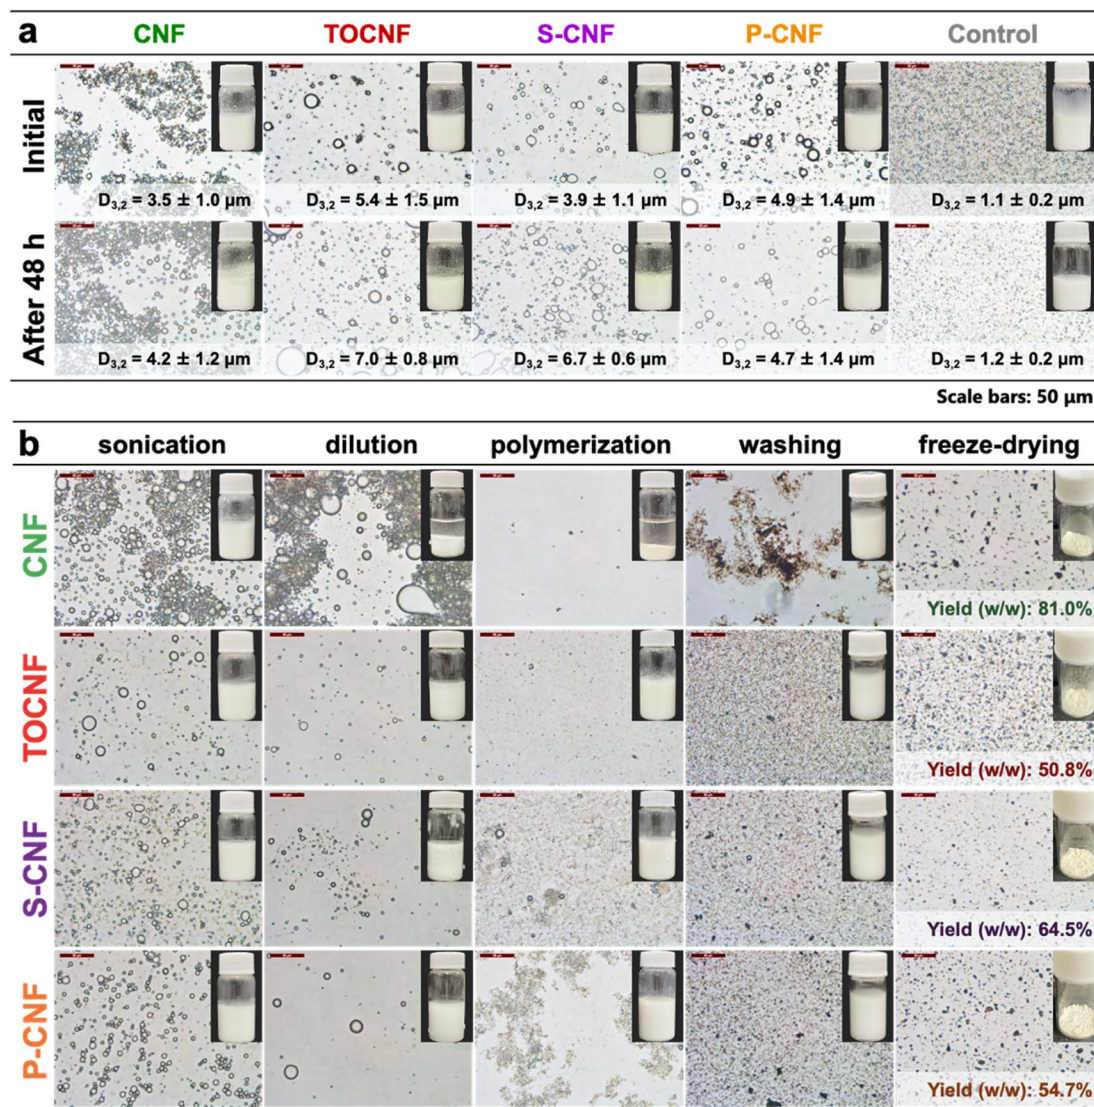 a CNF TOCNF S-CNF P-CNF Control
Initial
D3,2 = 3.5 ± 1.0 µm D3,2 = 5.4 ± 1.5 µm D3,2 = 3.9 ± 1.1 µm D3,2 = 4.9 ± 1.4 µm D3,2 = 1.1 ± 0.2 µm
After 48 h
D3,2 = 4.2 ± 1.2 µm D3,2 = 7.0 ± 0.8 µm D3,2 = 6.7 ± 0.6 µm D3,2 = 4.7 ± 1.4 µm D3,2 = 1.2 ± 0.2 µm
Scale bars: 50 µm
b sonication dilution polymerization washing freeze-drying
CNF
Yield (w/w): 81.0%
TOCNF
Yield (w/w): 50.8%
S-CNF
Yield (w/w): 64.5%
P-CNF
Yield (w/w): 54.7%